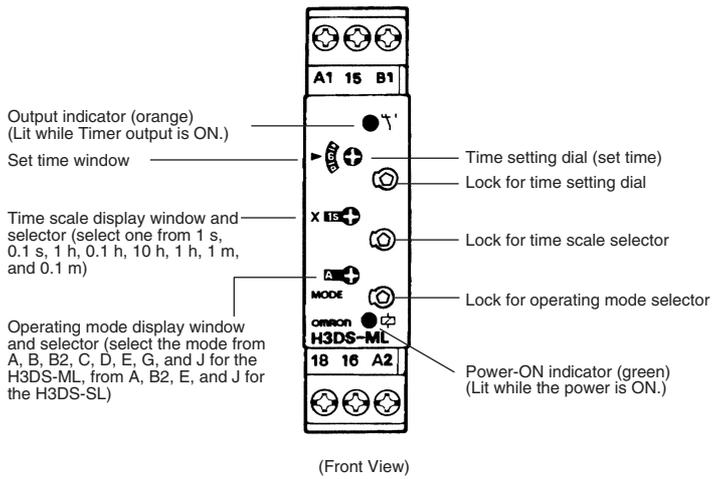 A1 15 B1
Output indicator (orange)
(Lit while Timer output is ON.)
Set time window
Time setting dial (set time)
Lock for time setting dial
Time scale display window and
selector (select one from 1 s,
0.1 s, 1 h, 0.1 h, 10 h, 1 h, 1 m,
and 0.1 m)
X 1S
Lock for time scale selector
A
MODE
Lock for operating mode selector
Operating mode display window
and selector (select the mode from
A, B, B2, C, D, E, G, and J for the
H3DS-ML, from A, B2, E, and J for
the H3DS-SL)
OMRON
H3DS-ML
18 16 A2
Power-ON indicator (green)
(Lit while the power is ON.)
(Front View)